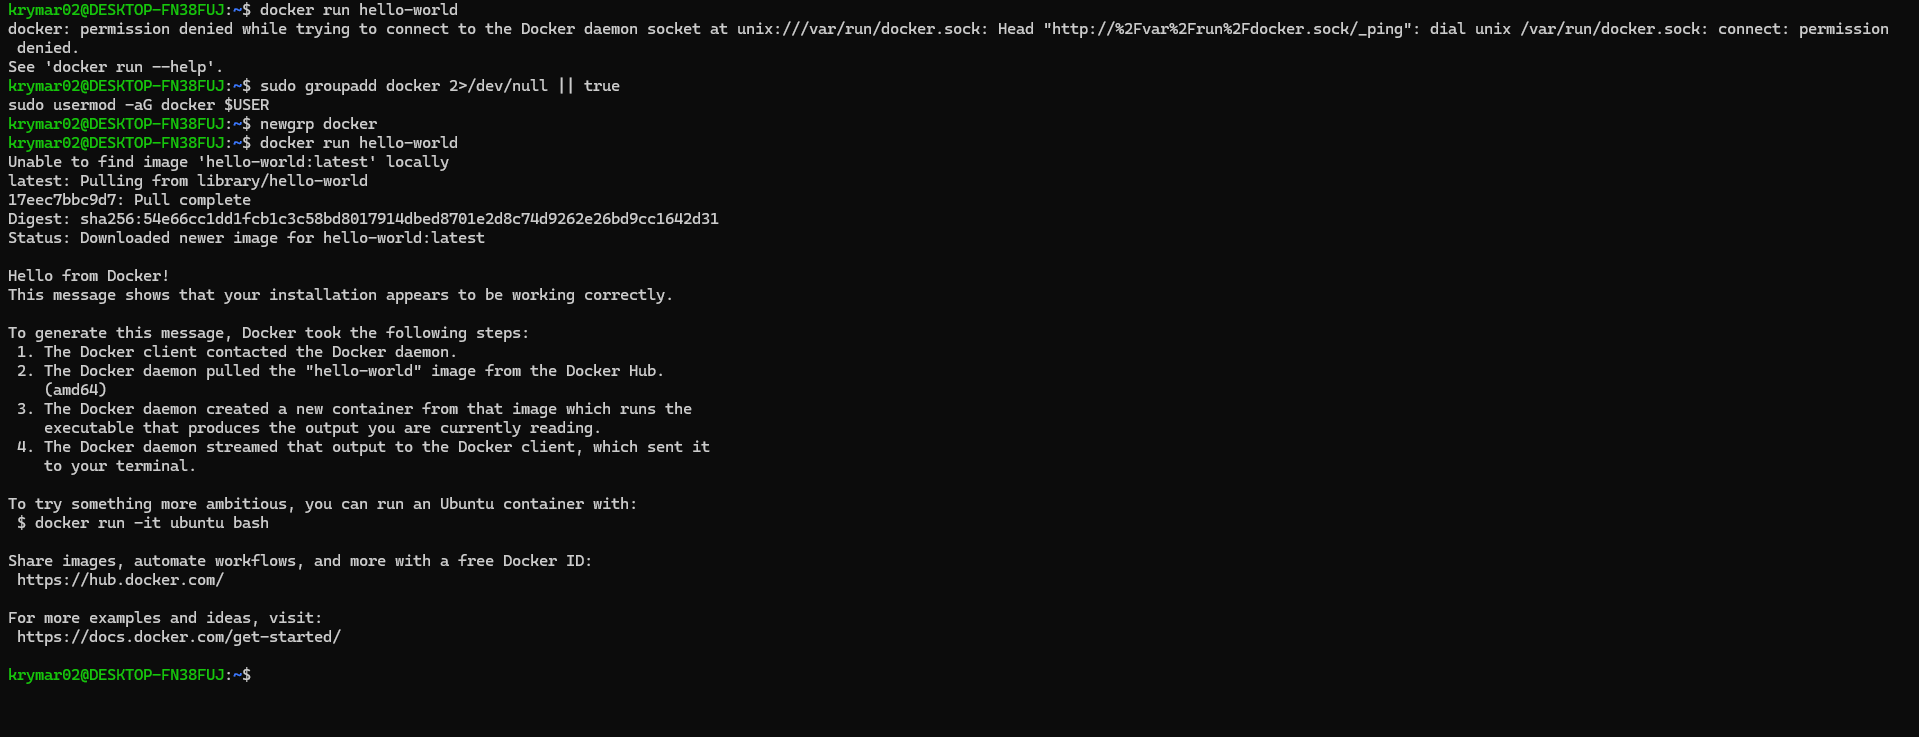 krymar02@DESKTOP-FN38FUJ:~$ docker run hello-world
docker: permission denied while trying to connect to the Docker daemon socket at unix:///var/run/docker.sock: Head "http://%2Fvar%2Frun%2Fdocker.sock/_ping": dial unix /var/run/docker.sock: connect: permission
 denied.
See 'docker run --help'.
krymar02@DESKTOP-FN38FUJ:~$ sudo groupadd docker 2>/dev/null || true
sudo usermod -aG docker $USER
krymar02@DESKTOP-FN38FUJ:~$ newgrp docker
krymar02@DESKTOP-FN38FUJ:~$ docker run hello-world
Unable to find image 'hello-world:latest' locally
latest: Pulling from library/hello-world
17eec7bbc9d7: Pull complete
Digest: sha256:54e66cc1dd1fcb1c3c58bd8017914dbed8701e2d8c74d9262e26bd9cc1642d31
Status: Downloaded newer image for hello-world:latest

Hello from Docker!
This message shows that your installation appears to be working correctly.

To generate this message, Docker took the following steps:
 1. The Docker client contacted the Docker daemon.
 2. The Docker daemon pulled the "hello-world" image from the Docker Hub.
    (amd64)
 3. The Docker daemon created a new container from that image which runs the
    executable that produces the output you are currently reading.
 4. The Docker daemon streamed that output to the Docker client, which sent it
    to your terminal.

To try something more ambitious, you can run an Ubuntu container with:
 $ docker run -it ubuntu bash

Share images, automate workflows, and more with a free Docker ID:
 https://hub.docker.com/

For more examples and ideas, visit:
 https://docs.docker.com/get-started/

krymar02@DESKTOP-FN38FUJ:~$